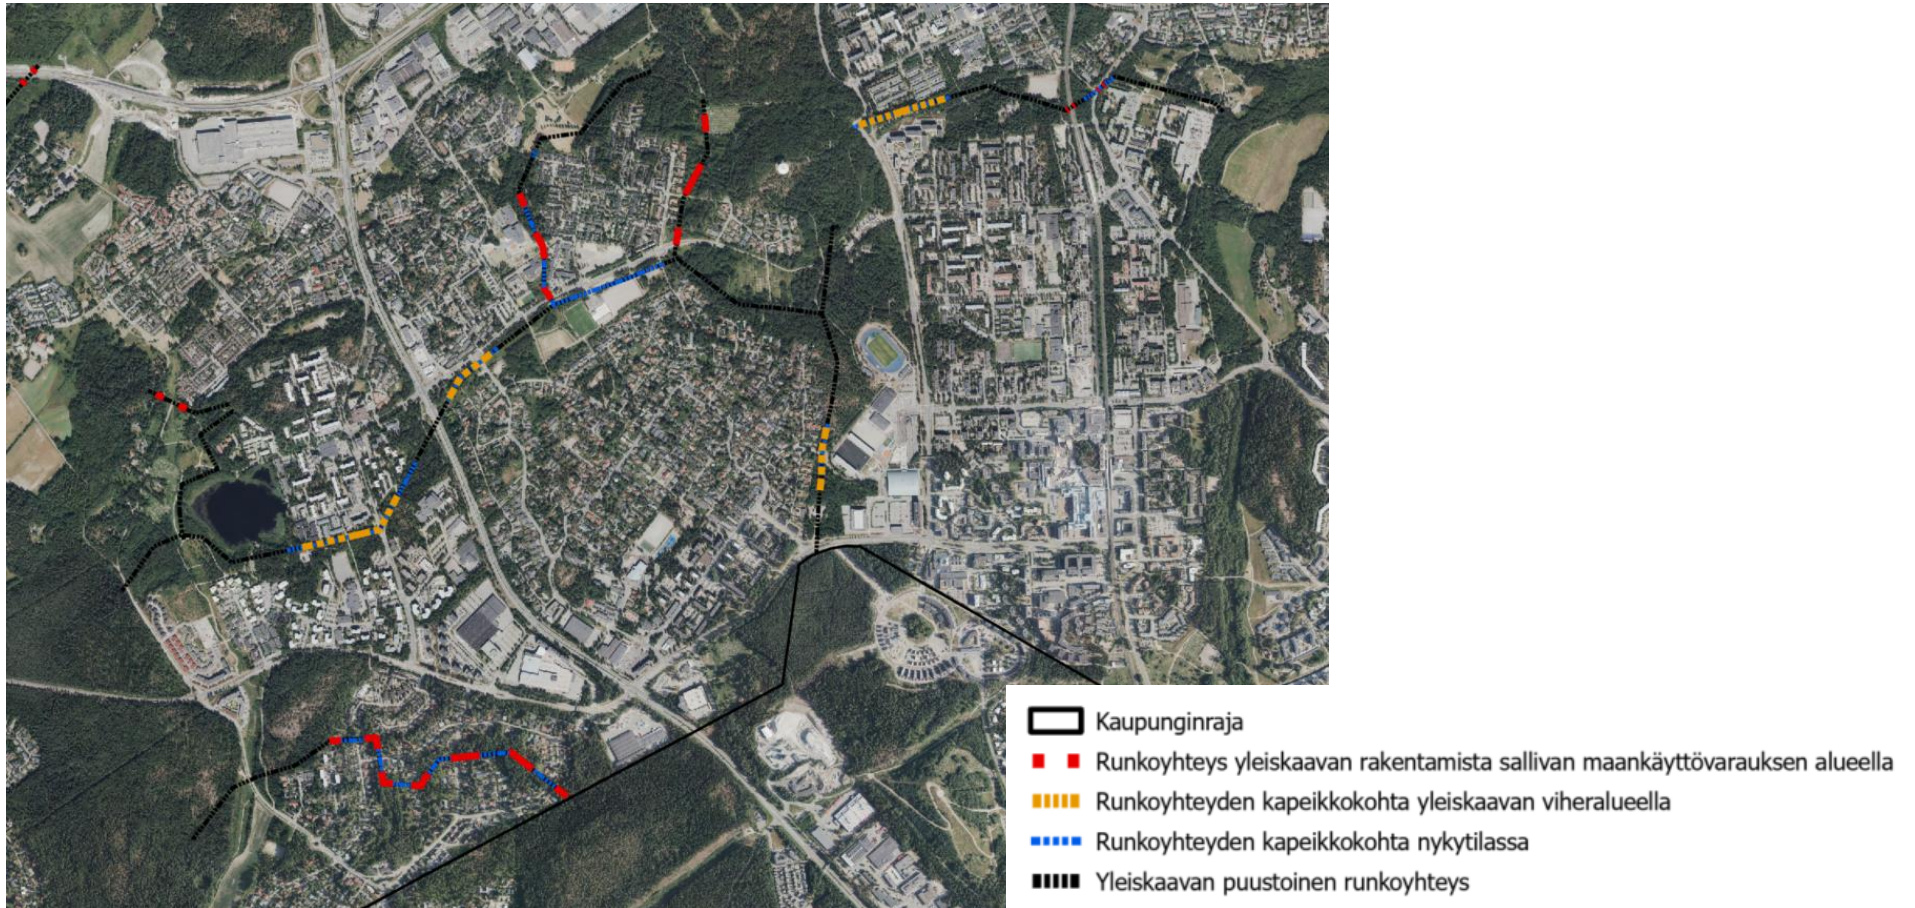 Kaupunginraja
Runkoyhteys yleiskaavan rakentamista sallivan maankäyttövarauksen alueella
Runkoyhteyden kapeikkokohta yleiskaavan viheralueella
Runkoyhteyden kapeikkokohta nykytilassa
Yleiskaavan puustoinen runkoyhteys